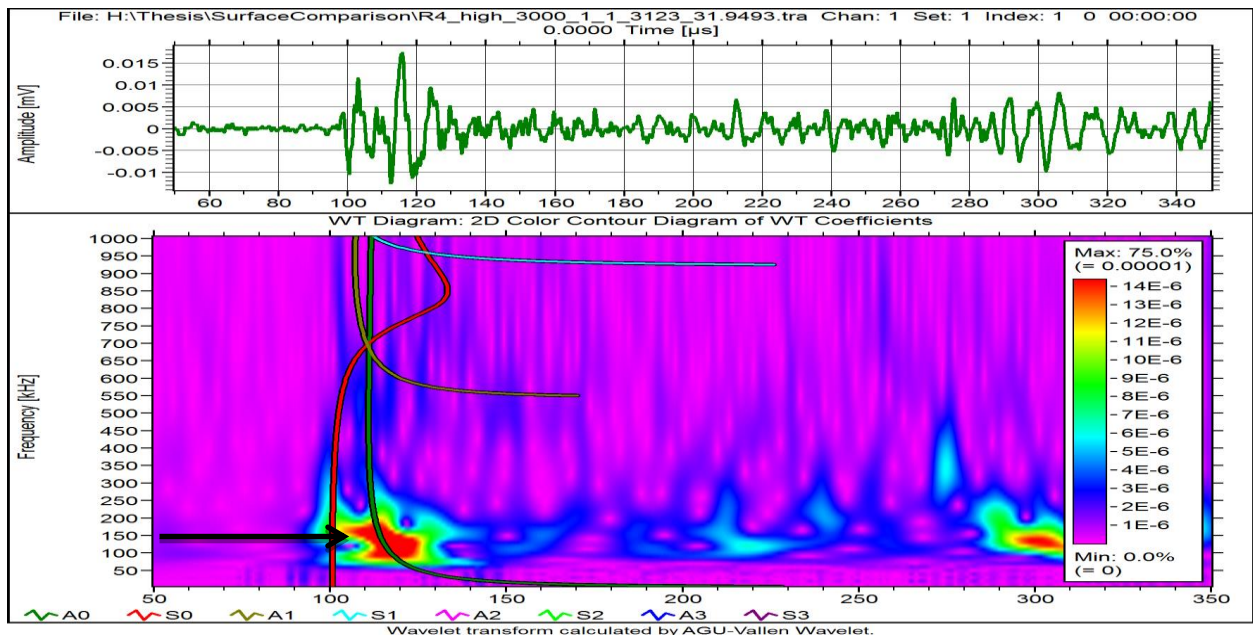 File: H:\Thesis\SurfaceComparison\R4_high_3000_1_1_3123_31.9493.tra Chan: 1 Set: 1 Index: 1 0 00:00:00
0.0000 Time [µs]
Amplitude [mV]
0.015
0.01
0.005
0
-0.005
-0.01
60 80 100 120 140 160 180 200 220 240 260 280 300 320 340
WT Diagram: 2D Color Contour Diagram of WT Coefficients
Frequency [kHz]
1000
950
900
850
800
750
700
650
600
550
500
450
400
350
300
250
200
150
100
50
Max: 75.0%
(= 0.00001)
14E-6
13E-6
12E-6
11E-6
10E-6
9E-6
8E-6
7E-6
6E-6
5E-6
4E-6
3E-6
2E-6
1E-6
Min: 0.0%
(= 0)
50 100 150 200 250 300 350
A0 S0 A1 S1 A2 S2 A3 S3
Wavelet transform calculated by AGU-Vallen Wavelet.